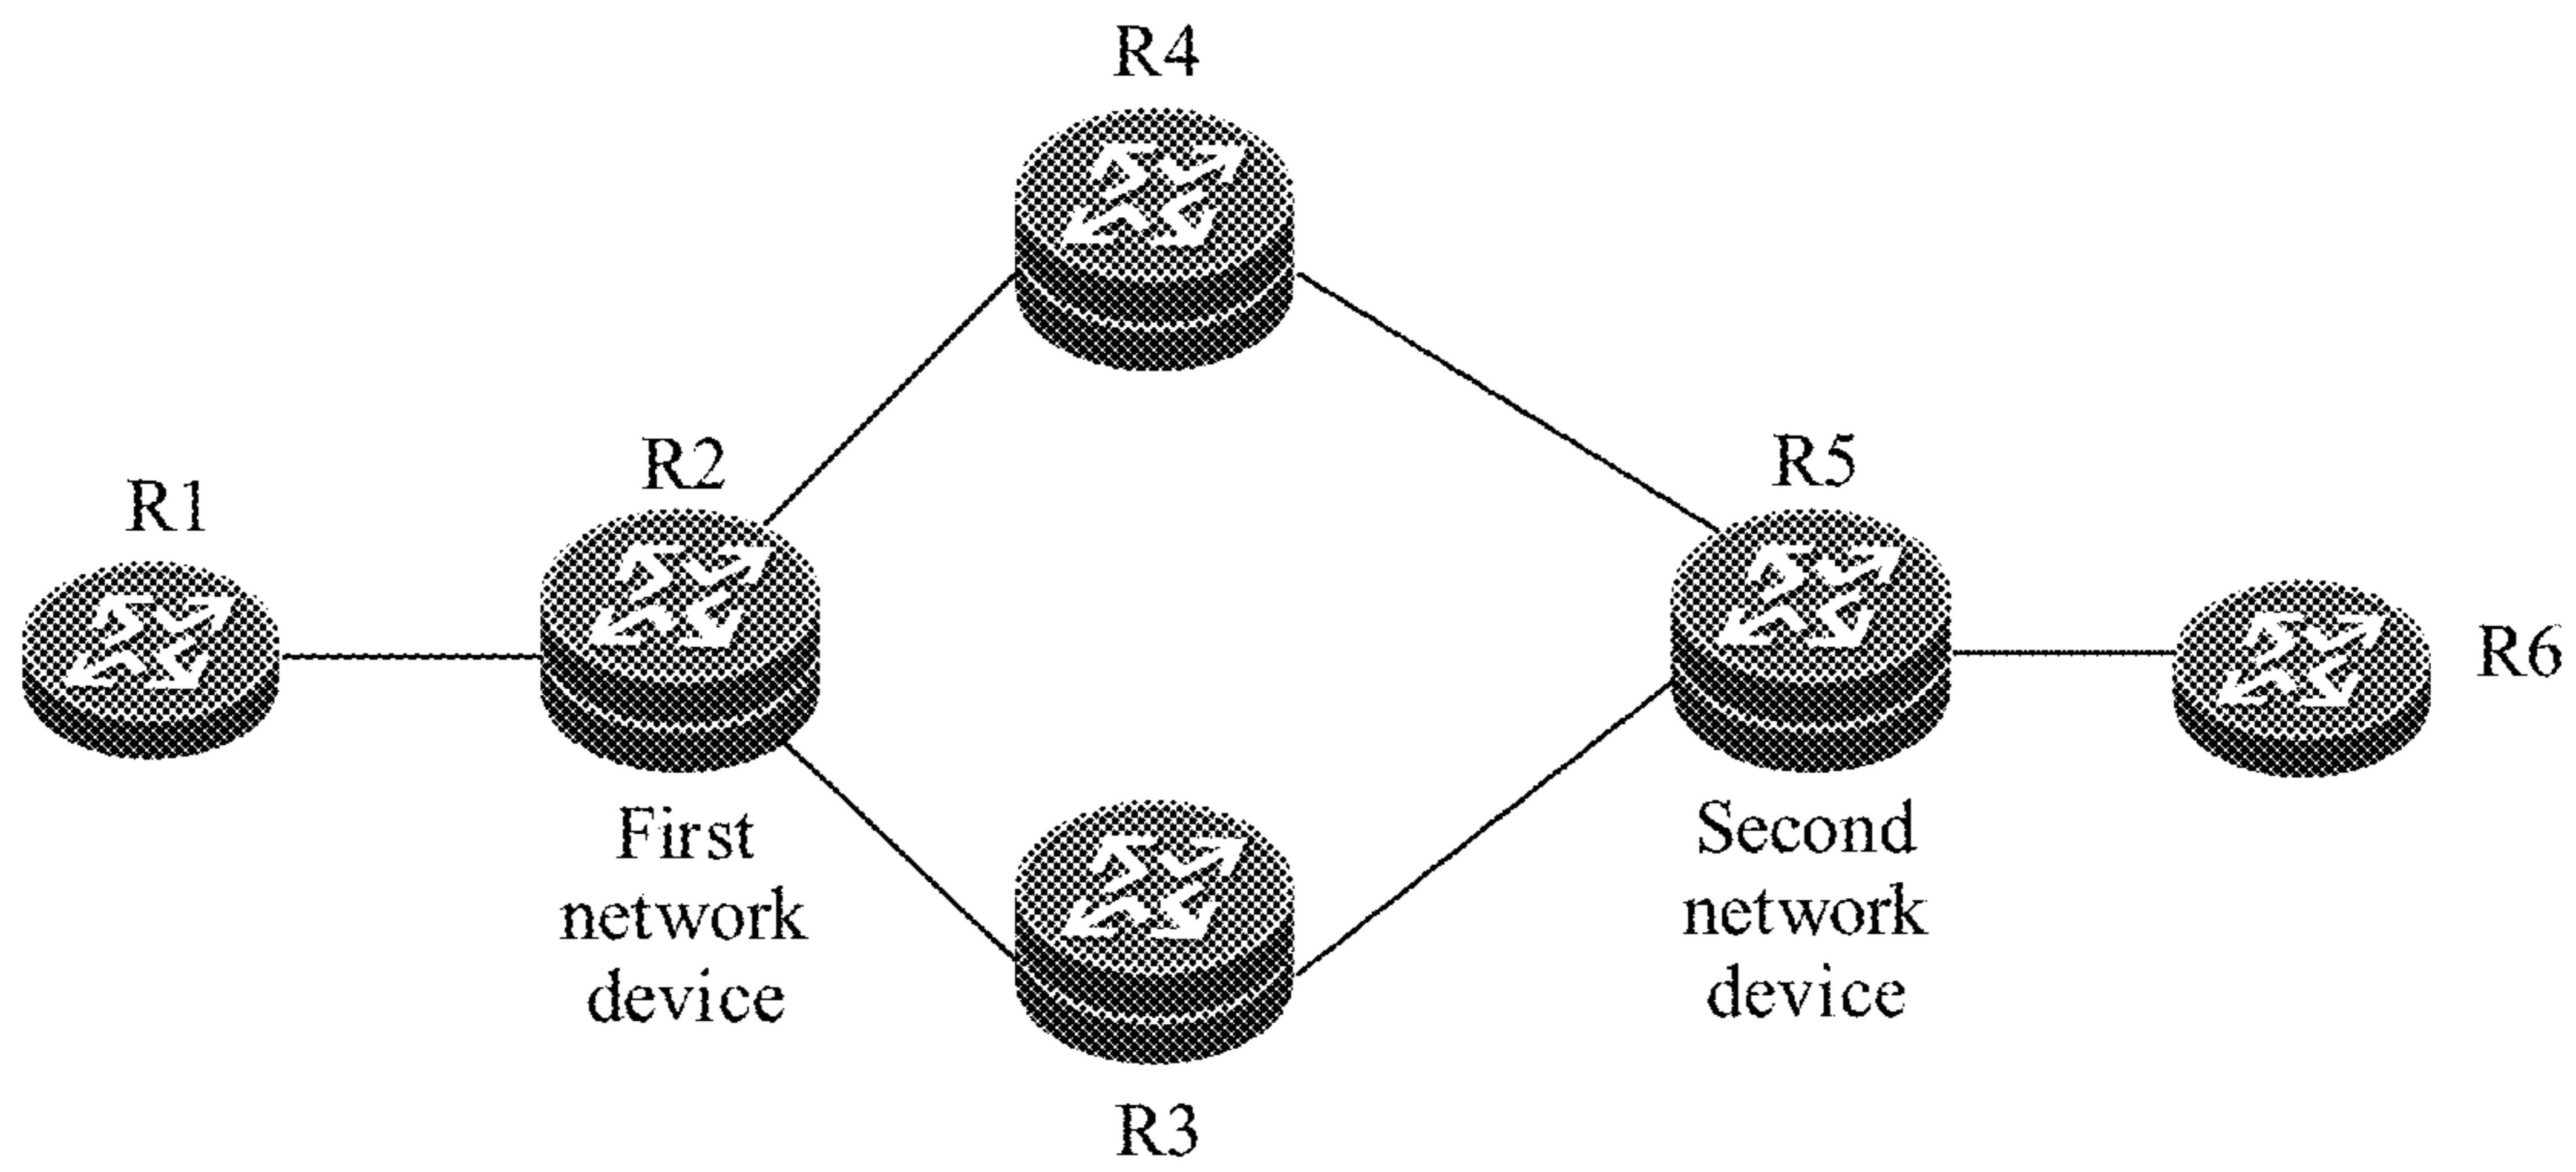 R4
R2
R5
R1
R6
First
network
device
Second
network
device
R3